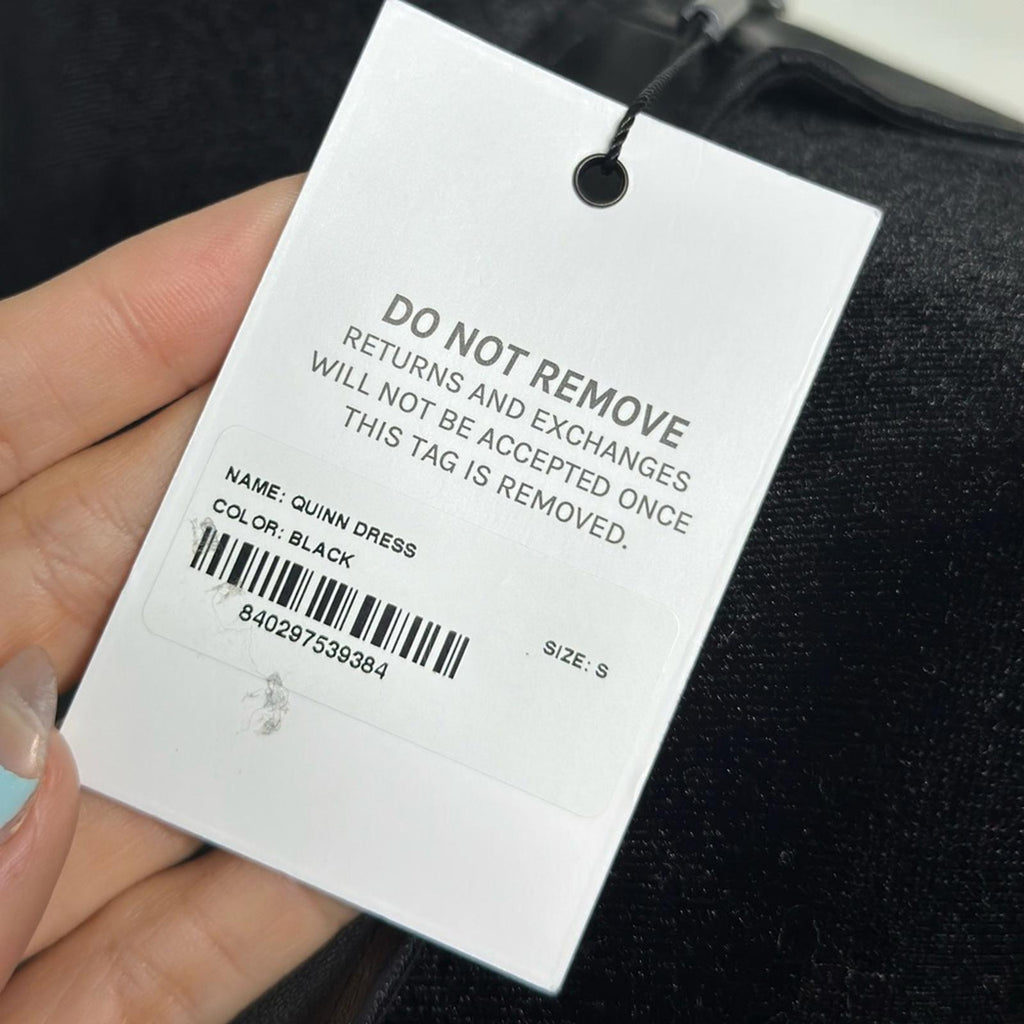 DO NOT REMOVE
RETURNS AND EXCHANGES
WILL NOT BE ACCEPTED ONCE
THIS TAG IS REMOVED.
NAME: QUINN DRESS
COLOR: BLACK
840297539384
SIZE: S